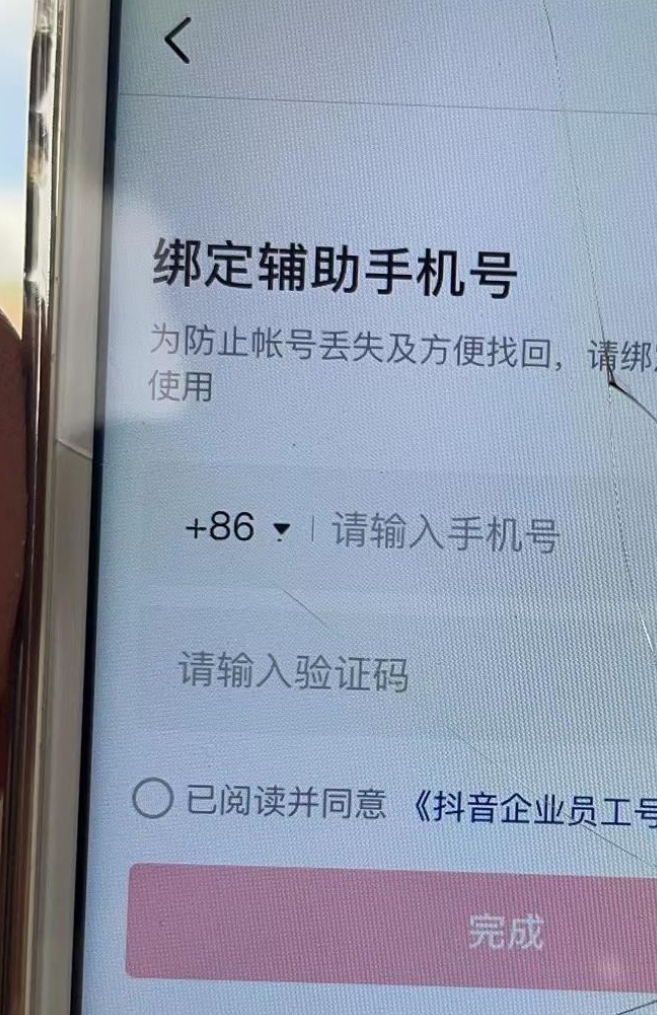 绑定辅助手机号
为防止帐号丢失及方便找回，请绑
使用
+86 请输入手机号
请输入验证码
已阅读并同意 《抖音企业员工号
完成